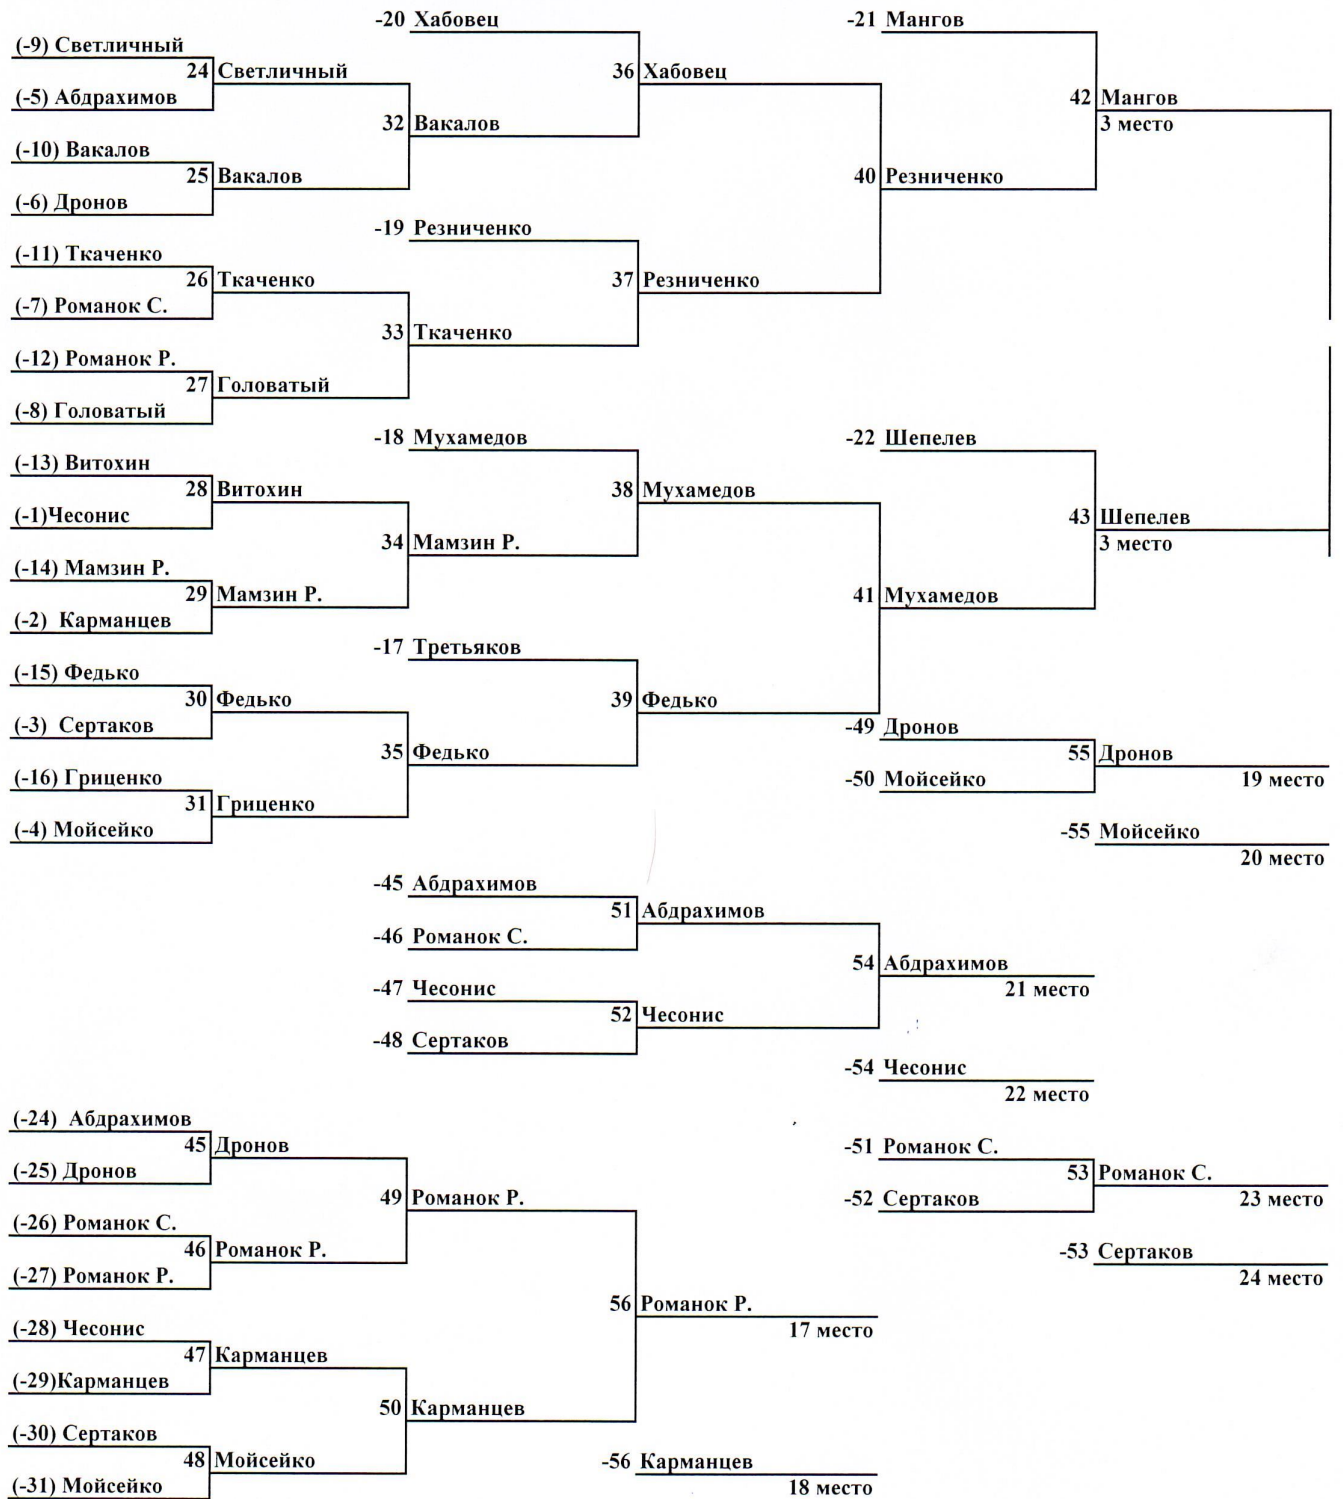 -20 Хабовец
-21 Мангов
(-9) Светличный
24 Светличный
36 Хабовец
(-5) Абдрахимов
42 Мангов
3 место
32 Вакалов
(-10) Вакалов
25 Вакалов
40 Резниченко
(-6) Дронов
-19 Резниченко
(-11) Ткаченко
26 Ткаченко
37 Резниченко
(-7) Романок С.
33 Ткаченко
(-12) Романок Р.
27 Головатый
(-8) Головатый
-18 Мухамедов
-22 Шепелев
(-13) Витохин
28 Витохин
38 Мухамедов
(-1)Чесонис
43 Шепелев
3 место
34 Мамзин Р.
(-14) Мамзин Р.
29 Мамзин Р.
41 Мухамедов
(-2) Карманцев
-17 Третьяков
(-15) Федько
30 Федько
39 Федько
(-3) Сертаков
-49 Дронов
35 Федько
55 Дронов
19 место
(-16) Гриценко
-50 Мойсейко
31 Гриценко
(-4) Мойсейко
-55 Мойсейко
20 место
-45 Абдрахимов
51 Абдрахимов
-46 Романок С.
54 Абдрахимов
21 место
-47 Чесонис
52 Чесонис
-48 Сертаков
-54 Чесонис
22 место
(-24) Абдрахимов
45 Дронов
(-25) Дронов
-51 Романок С.
53 Романок С.
23 место
49 Романок Р.
-52 Сертаков
(-26) Романок С.
46 Романок Р.
(-27) Романок Р.
-53 Сертаков
24 место
56 Романок Р.
17 место
(-28) Чесонис
47 Карманцев
(-29)Карманцев
50 Карманцев
(-30) Сертаков
48 Мойсейко
(-31) Мойсейко
-56 Карманцев
18 место